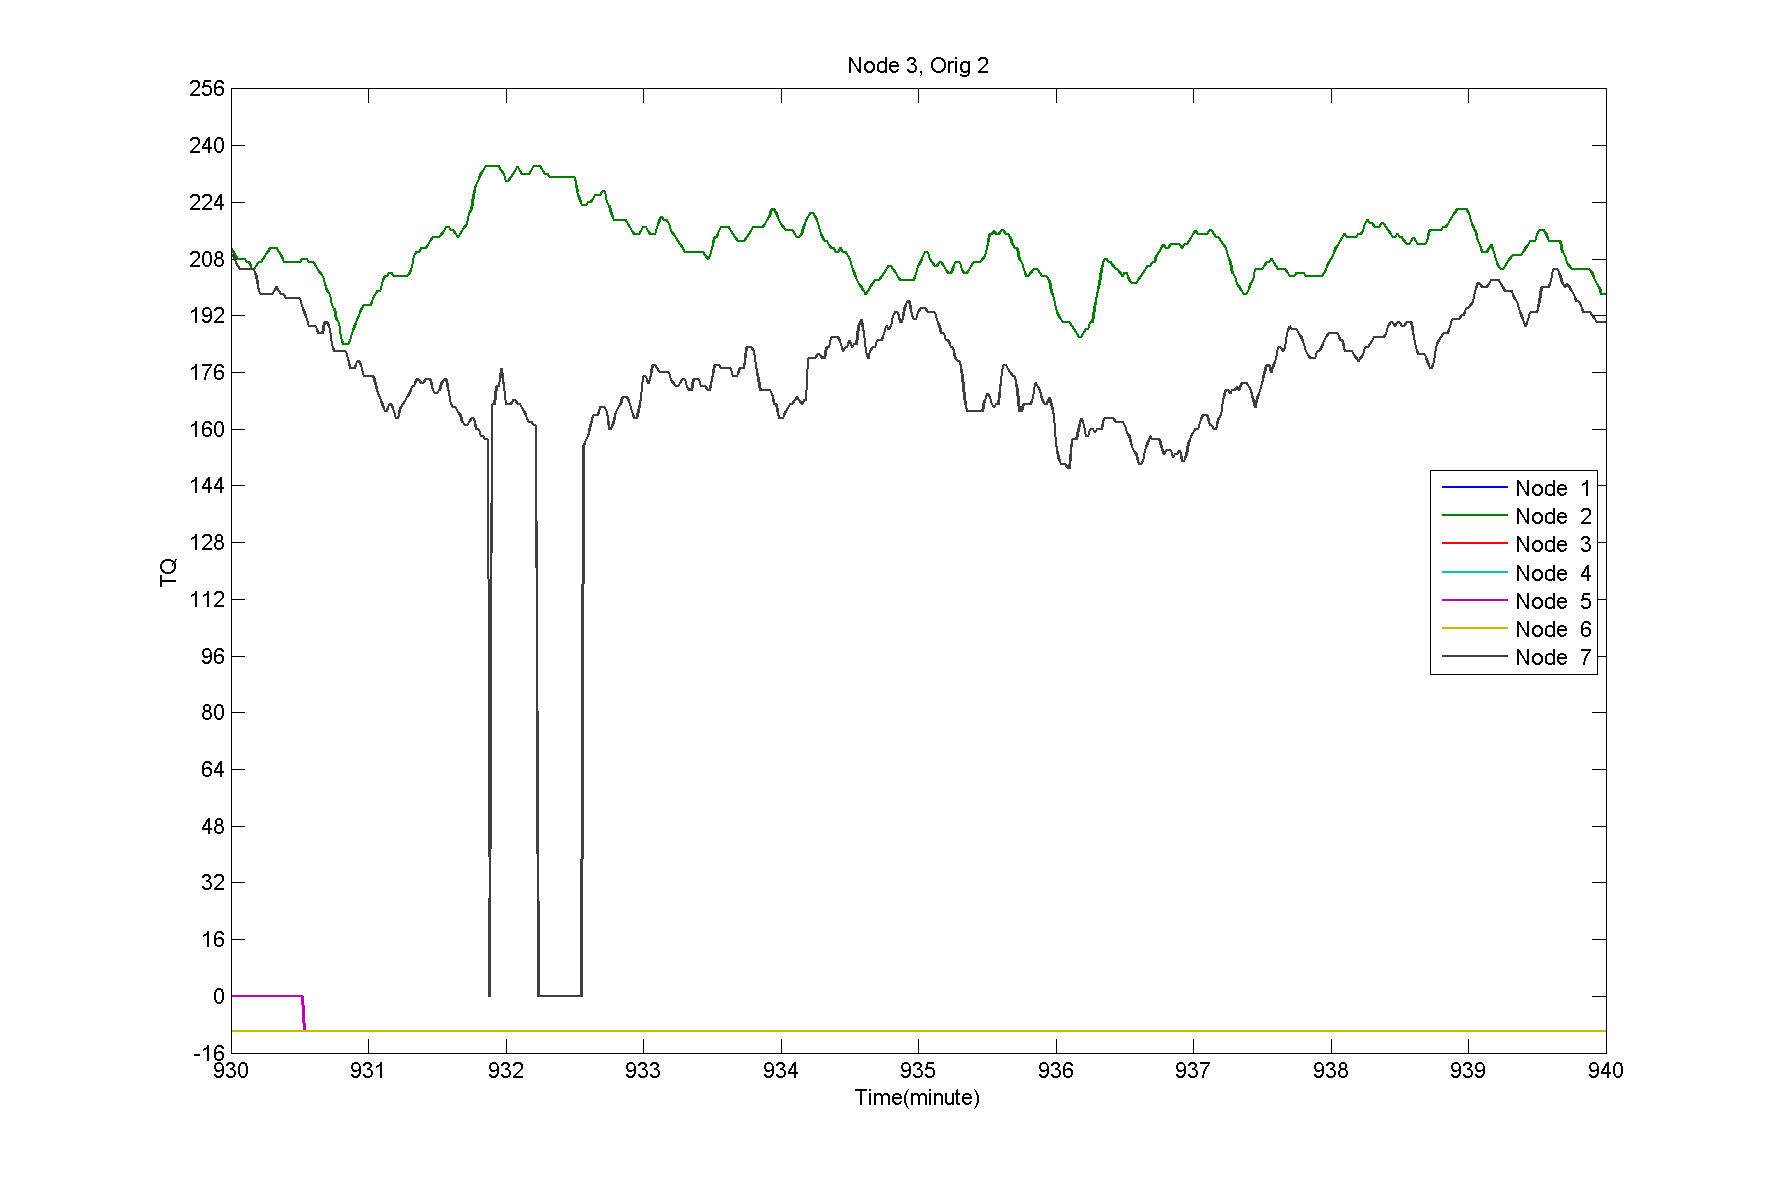 Node 3, Orig 2
256
240
224
208
192
176
160
144
128
112
96
80
64
48
32
16
0
-16
TQ
Node 1
Node 2
Node 3
Node 4
Node 5
Node 6
Node 7
930 931 932 933 934 935 936 937 938 939 940
Time(minute)